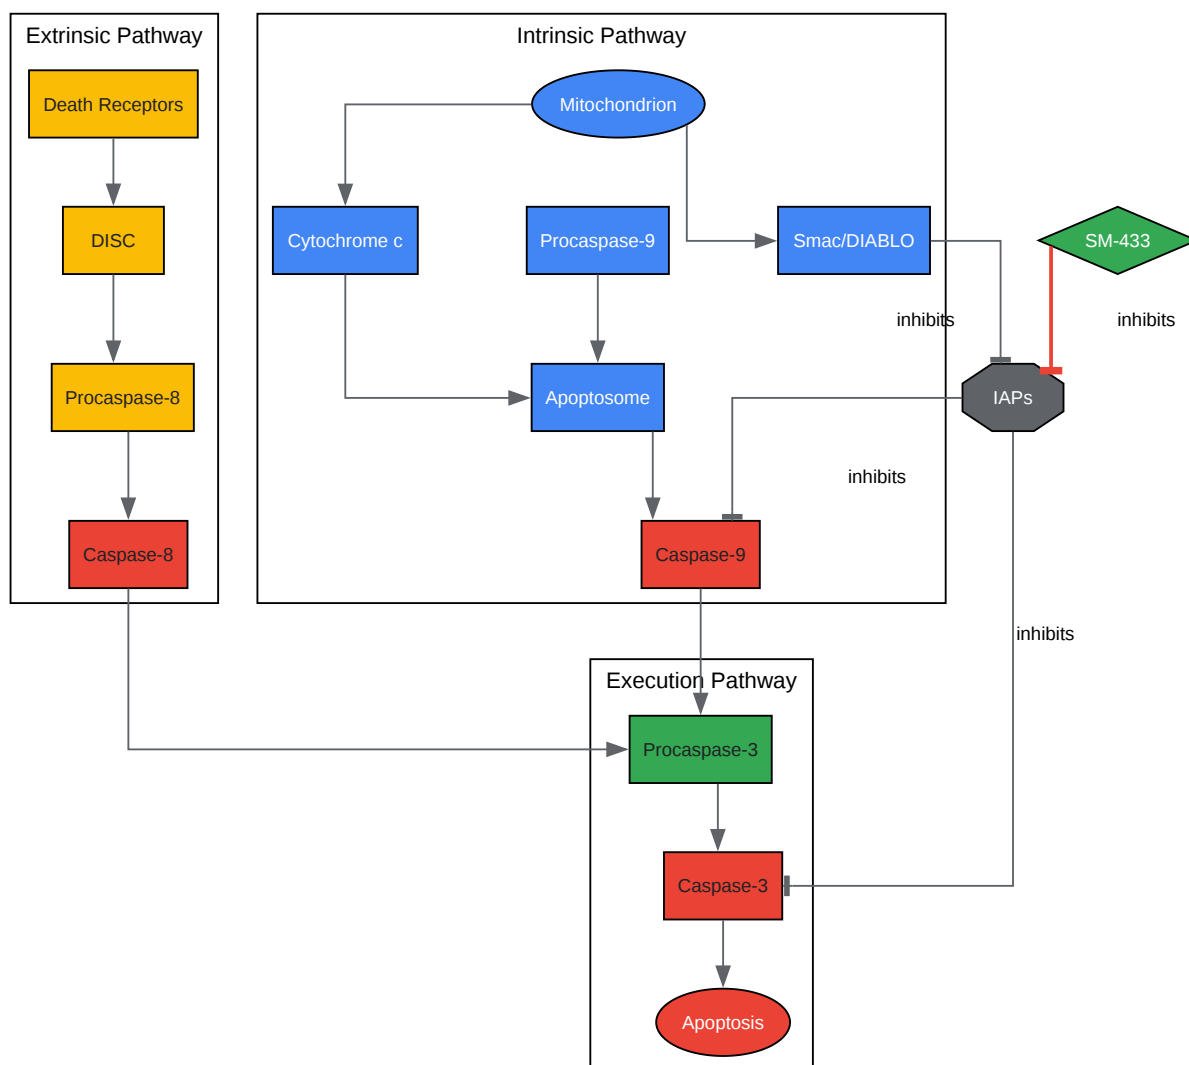 Extrinsic Pathway
Intrinsic Pathway
Death Receptors
Mitochondrion
DISC
Cytochrome c
Procaspase-9
Smac/DIABLO
SM-433
inhibits
inhibits
Procaspase-8
Apoptosome
IAPs
inhibits
Caspase-8
Caspase-9
inhibits
Execution Pathway
Procaspase-3
Caspase-3
Apoptosis